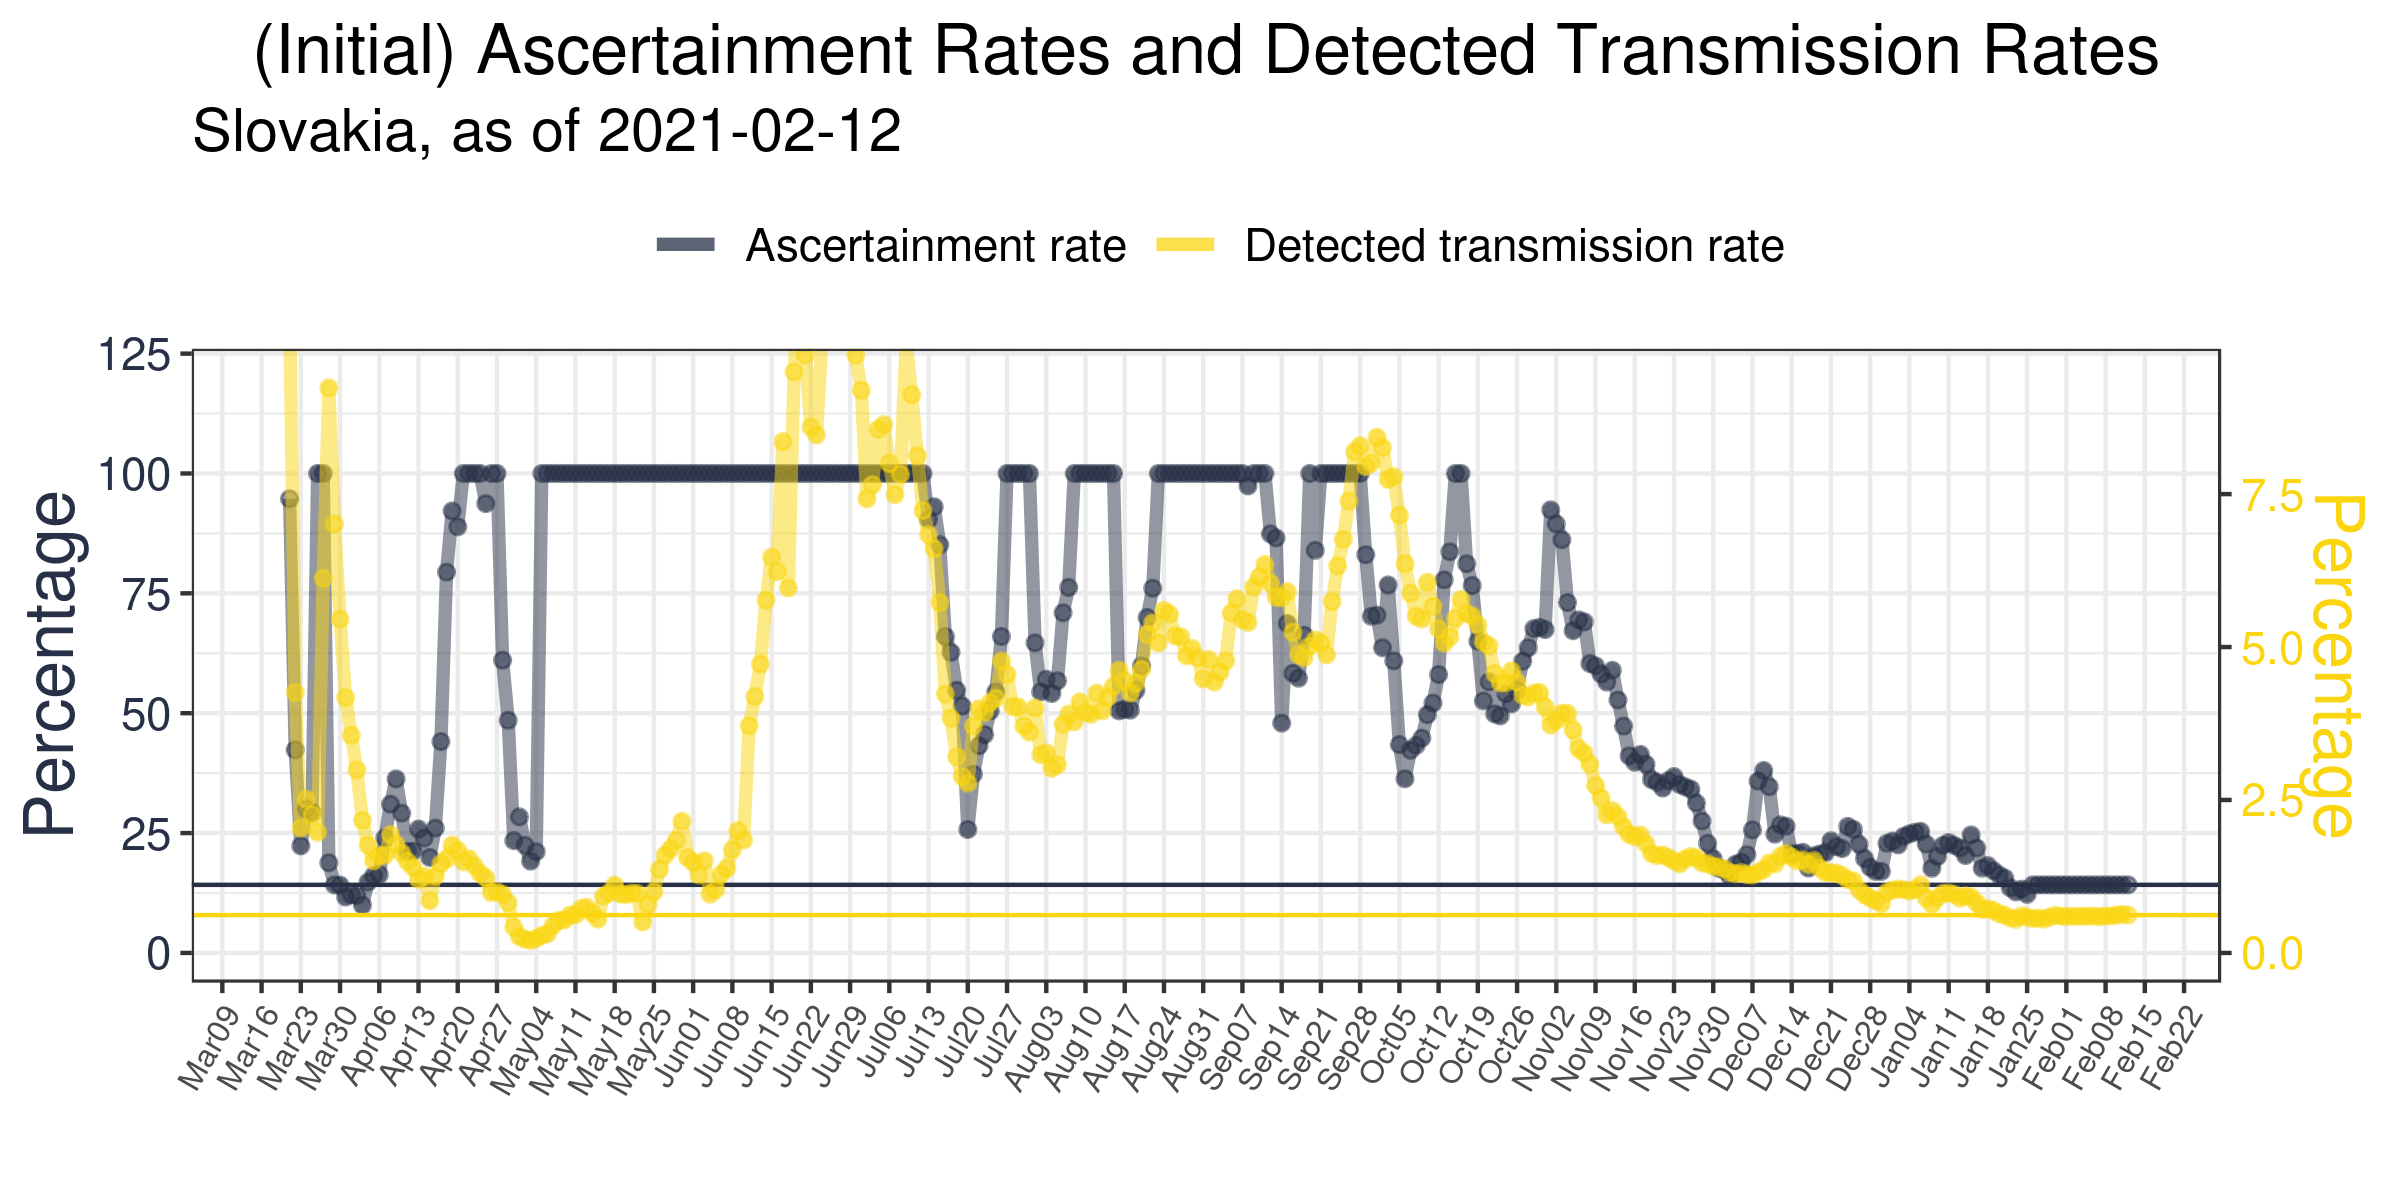 (Initial) Ascertainment Rates and Detected Transmission Rates
Slovakia, as of 2021-02-12
Ascertainment rate Detected transmission rate
125
100
75
50
25
0
Percentage
7.5
5.0
2.5
0.0
Percentage
Mar09 Mar16 Mar23 Mar30 Apr06 Apr13 Apr20 Apr27 May04 May11 May18 May25 Jun01 Jun08 Jun15 Jun22 Jun29 Jul06 Jul13 Jul20 Jul27 Aug03 Aug10 Aug17 Aug24 Aug31 Sep07 Sep14 Sep21 Sep28 Oct05 Oct12 Oct19 Oct26 Nov02 Nov09 Nov16 Nov23 Nov30 Dec07 Dec14 Dec21 Dec28 Dec04 Jan11 Jan11 Jan18 Jan25 Feb01 Feb08 Feb15 Feb22